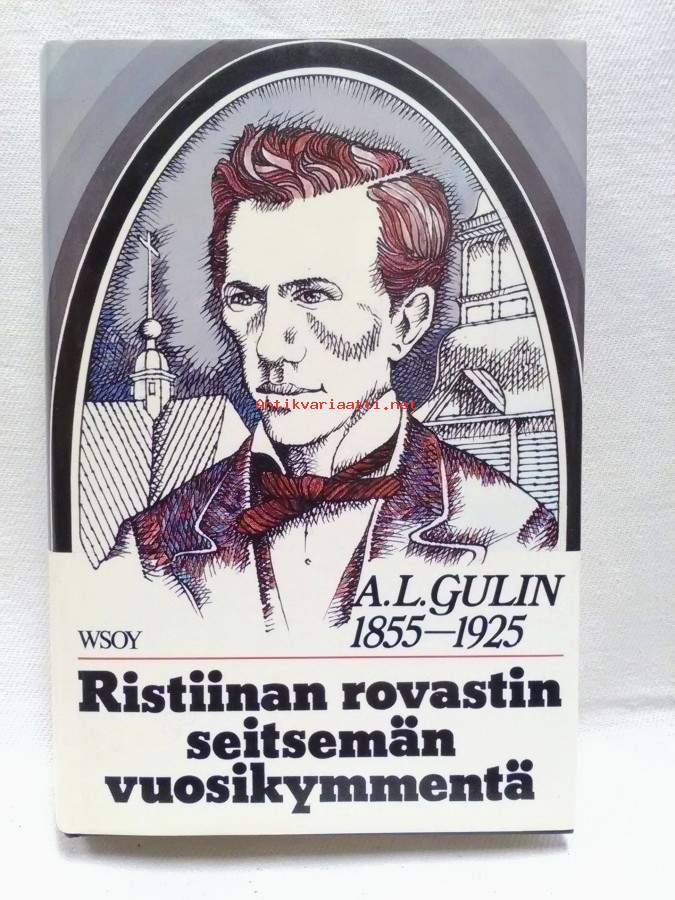 Antikvariaatti.net
A.L.GULIN
1855–1925
WSOY
Ristiinan rovastin
seitsemän
vuosikymmentä